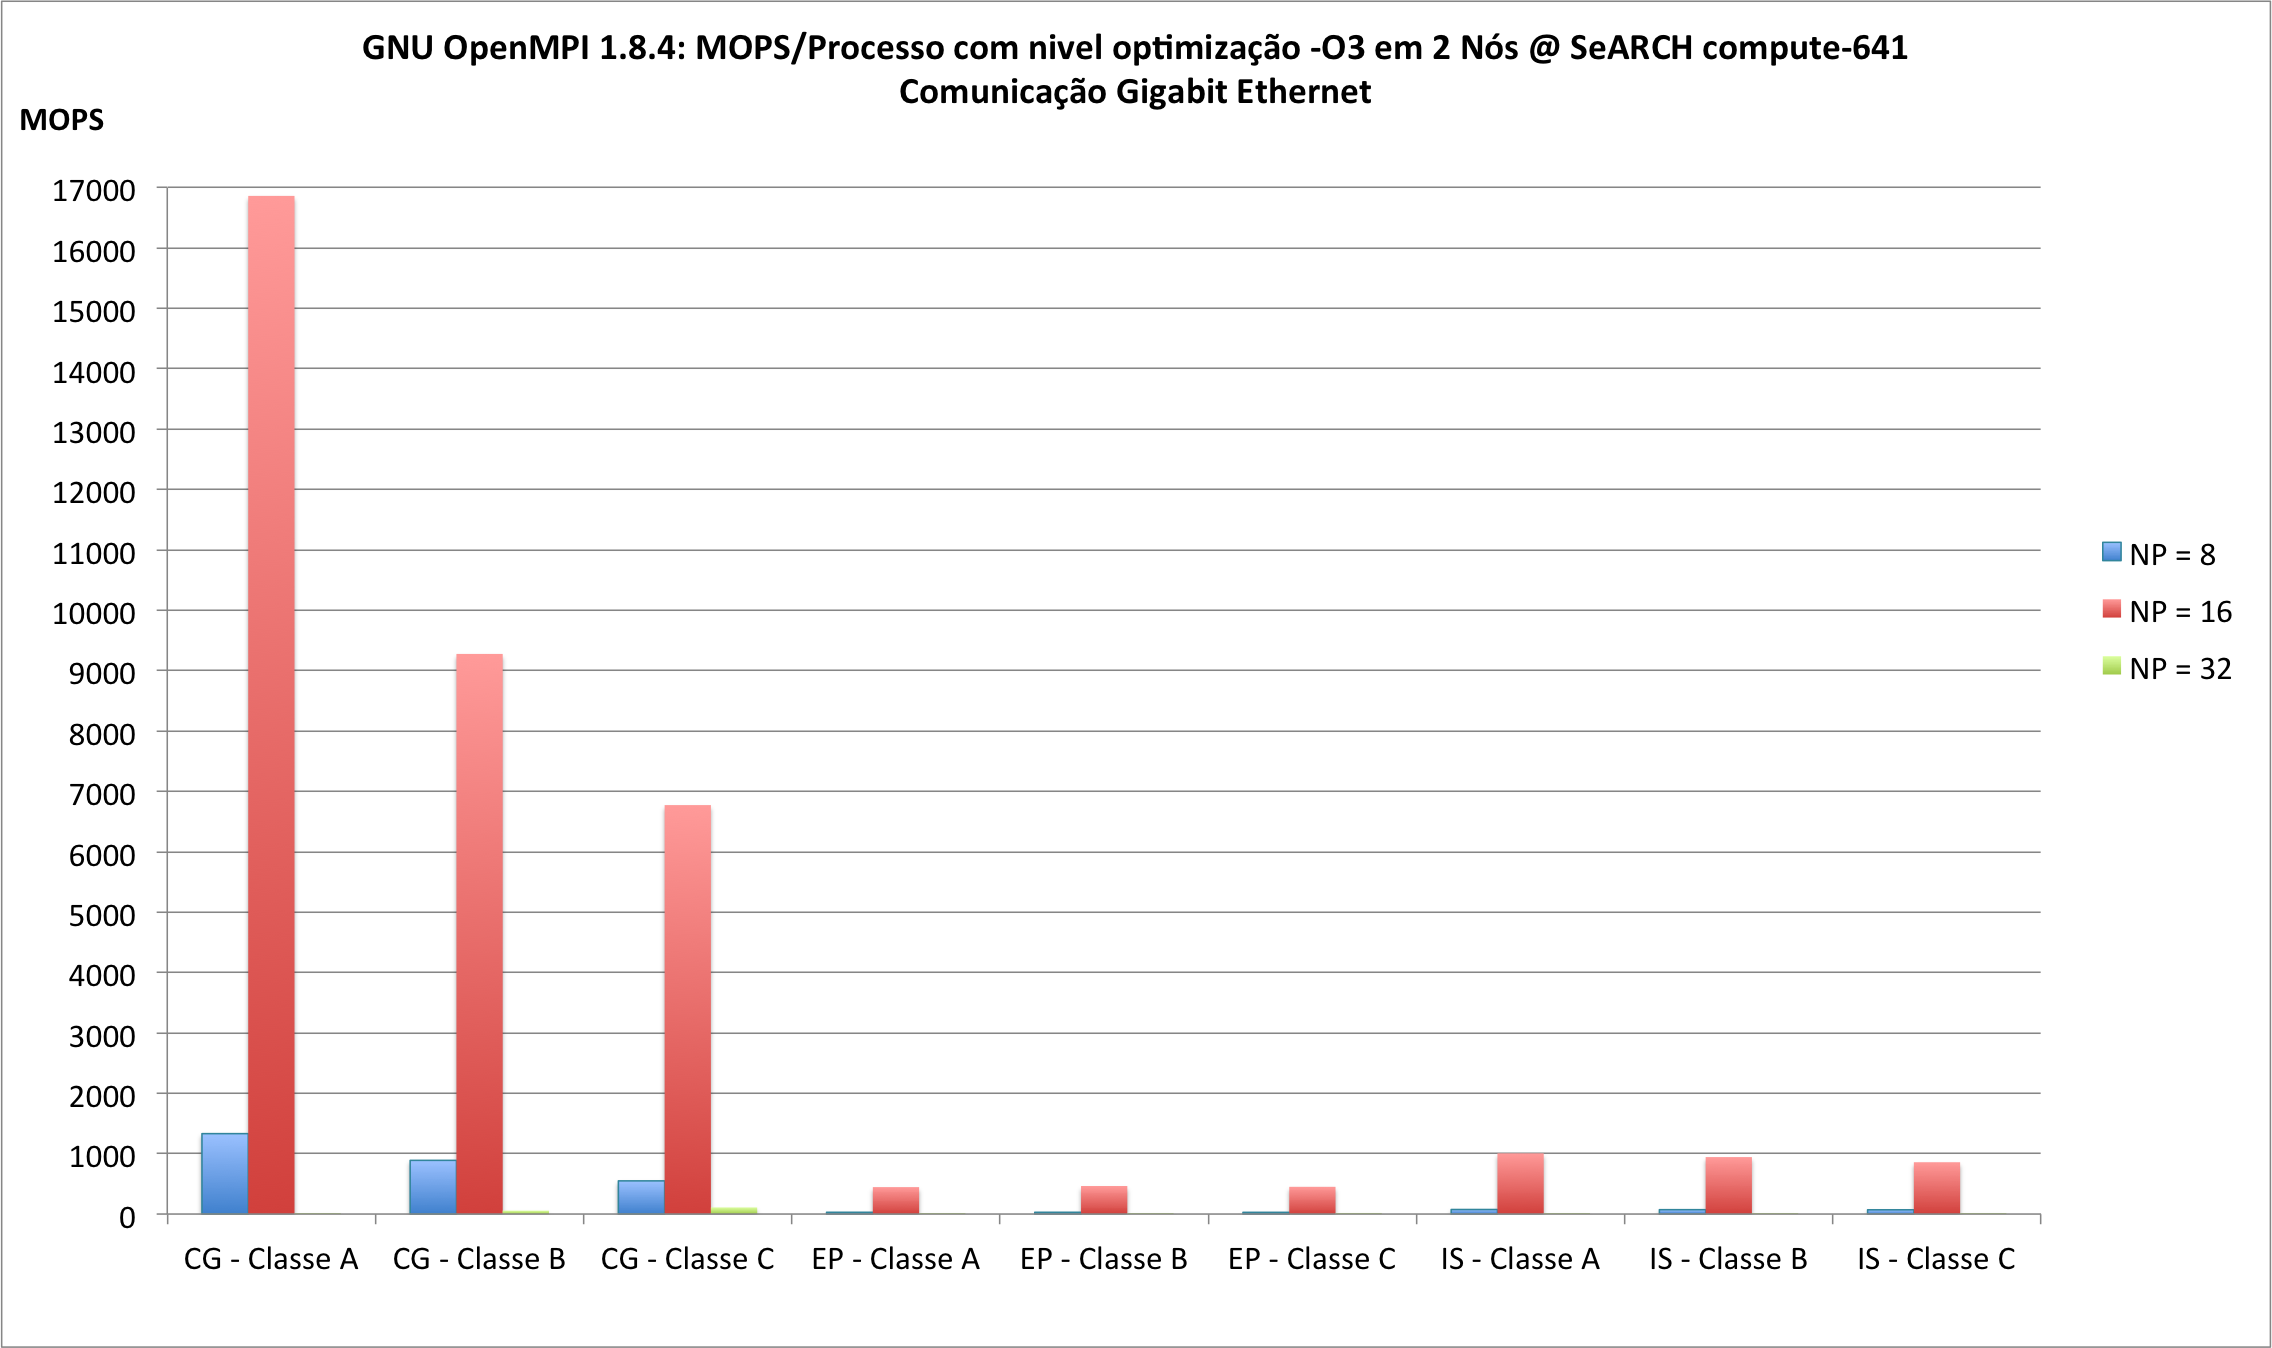 GNU OpenMPI 1.8.4: MOPS/Processo com nivel optimização -O3 em 2 Nós @ SeARCH compute-641
Comunicação Gigabit Ethernet
MOPS
17000
16000
15000
14000
13000
12000
11000
10000
9000
8000
7000
6000
5000
4000
3000
2000
1000
0
CG - Classe A
CG - Classe B
CG - Classe C
EP - Classe A
EP - Classe B
EP - Classe C
IS - Classe A
IS - Classe B
IS - Classe C
NP = 8
NP = 16
NP = 32